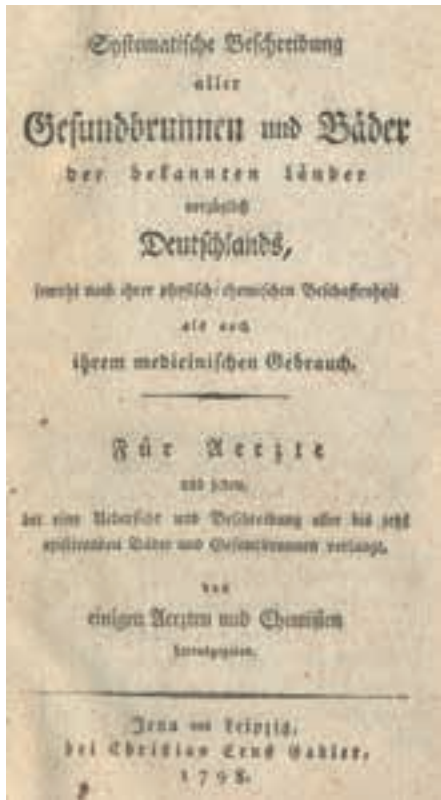 Systematische Beschreibung
aller
Gesundbrunnen und Bäder
der bekannten Länder
vorzüglich
Deutschlands,
sowohl nach ihrer physisch-chemischen Beschaffenheit
als auch
ihrem medicinischen Gebrauch.
Für Aerzte
und jeden,
der eine Uebersicht und Beschreibung aller bis jetzt
existirenden Bäder und Gesundbrunnen verlangt,
von
einigen Aerzten und Chemisten
herausgegeben.
Jena und Leipzig,
bei Christian Ernst Gabler,
1798.